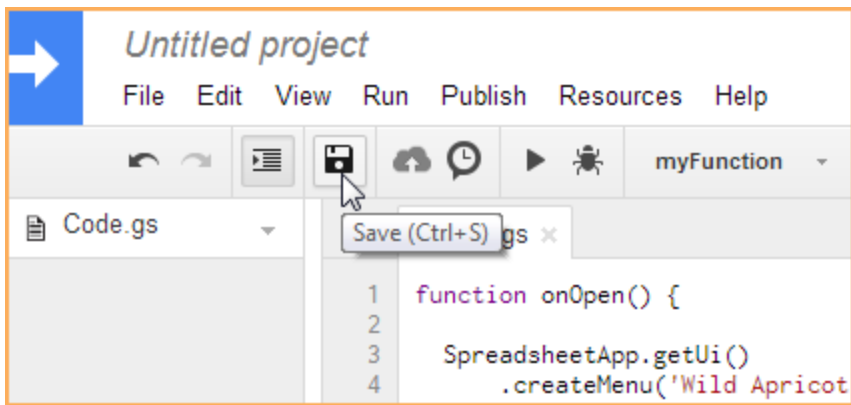 Untitled project
File Edit View Run Publish Resources Help
myFunction
Code.gs
Save (Ctrl+S)
gs ×
1 function onOpen() {
2
3 SpreadsheetApp.getUi()
4 .createMenu('Wild Apricot